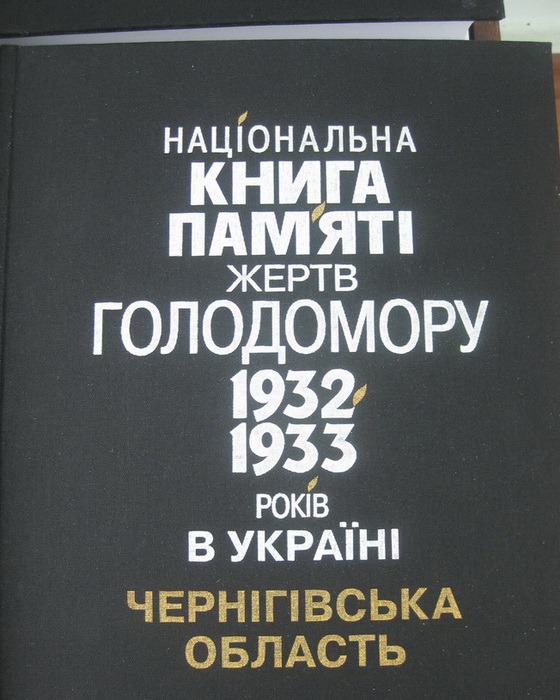 НАЦІОНАЛЬНА
КНИГА
ПАМ'ЯТІ
ЖЕРТВ
ГОЛОДОМОРУ
1932-
1933
РОКІВ
В УКРАЇНІ
ЧЕРНІГІВСЬКА
ОБЛАСТЬ